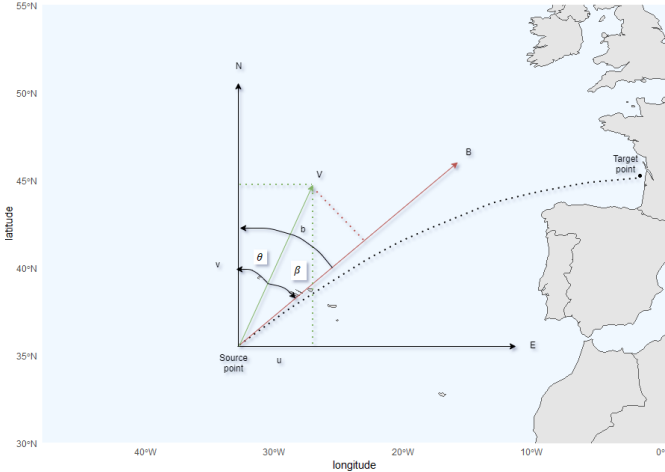 55°N
50°N
45°N
40°N
35°N
30°N
latitude
N
B
V
Target
point
b
θ
β
v
E
Source
point
u
40°W
30°W
20°W
10°W
0°
longitude